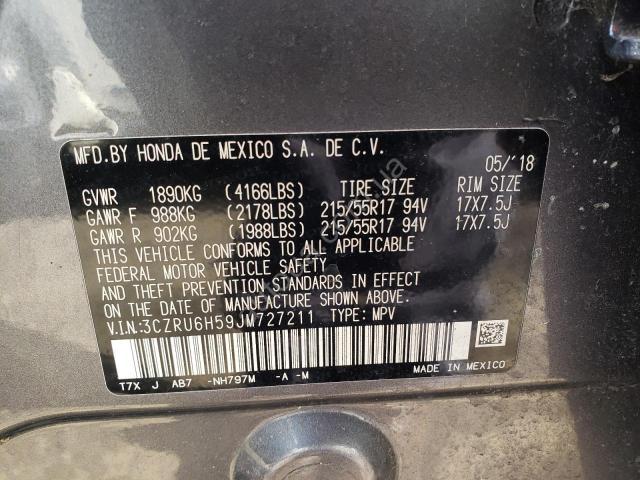 MFD.BY HONDA DE MEXICO S.A. DE C.V.
05/'18
GVWR 1890KG (4166LBS) TIRE SIZE RIM SIZE
GAWR F 988KG (2178LBS) 215/55R17 94V 17X7.5J
GAWR R 902KG (1988LBS) 215/55R17 94V 17X7.5J
THIS VEHICLE CONFORMS TO ALL APPLICABLE
FEDERAL MOTOR VEHICLE SAFETY
AND THEFT PREVENTION STANDARDS IN EFFECT
ON THE DATE OF MANUFACTURE SHOWN ABOVE.
V.I.N:3CZRU6H59JM727211 TYPE: MPV
T7X J AB7 -NH797M -A -M MADE IN MEXICO